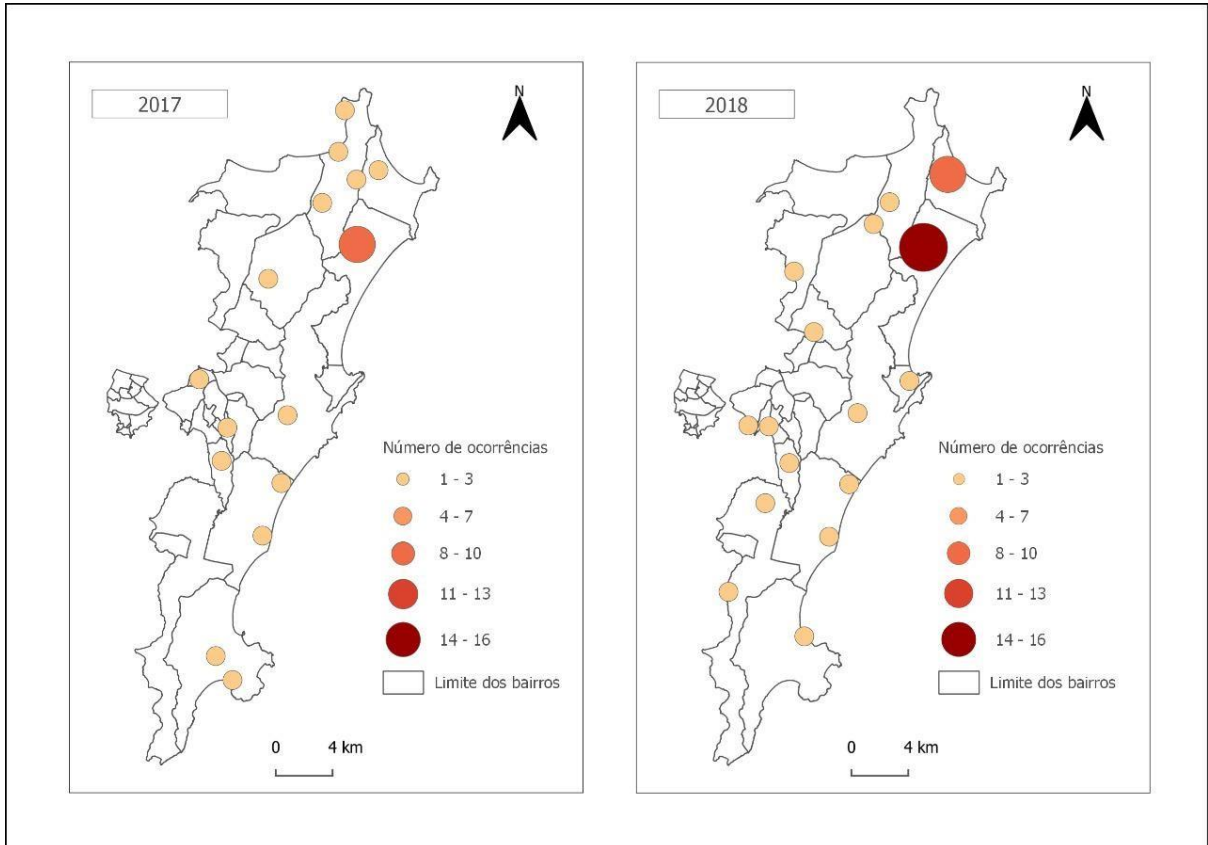 2017
N
Número de ocorrências
1 - 3
4 - 7
8 - 10
11 - 13
14 - 16
Limite dos bairros
0 4 km
2018
N
Número de ocorrências
1 - 3
4 - 7
8 - 10
11 - 13
14 - 16
Limite dos bairros
0 4 km